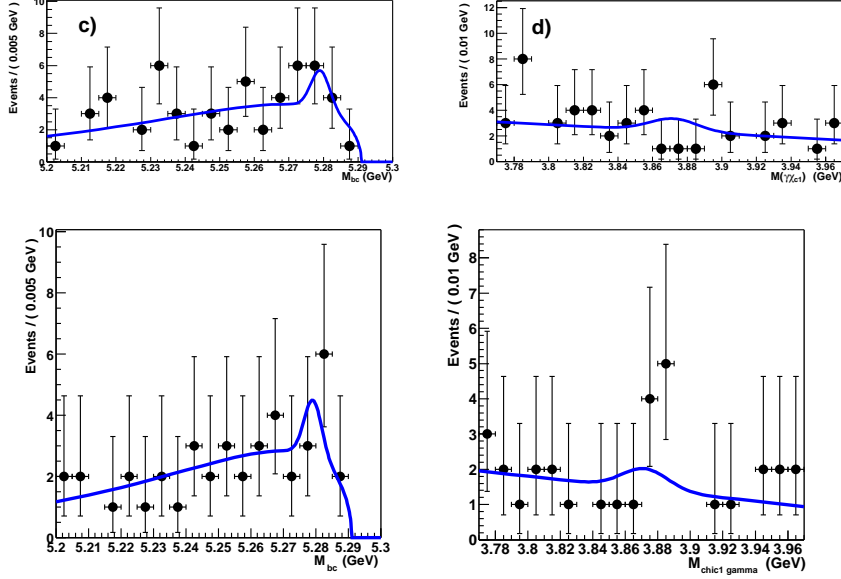 c)
Events / ( 0.005 GeV )
10
8
6
4
2
0
5.2 5.21 5.22 5.23 5.24 5.25 5.26 5.27 5.28 5.29 5.3
M_bc (GeV)
d)
Events / ( 0.01 GeV )
12
10
8
6
4
2
0
3.78 3.8 3.82 3.84 3.86 3.88 3.9 3.92 3.94 3.96
M(γχ_c1) (GeV)
Events / ( 0.005 GeV )
10
8
6
4
2
0
5.2 5.21 5.22 5.23 5.24 5.25 5.26 5.27 5.28 5.29 5.3
M_bc (GeV)
Events / ( 0.01 GeV )
8
7
6
5
4
3
2
1
0
3.78 3.8 3.82 3.84 3.86 3.88 3.9 3.92 3.94 3.96
M_chic1 gamma (GeV)